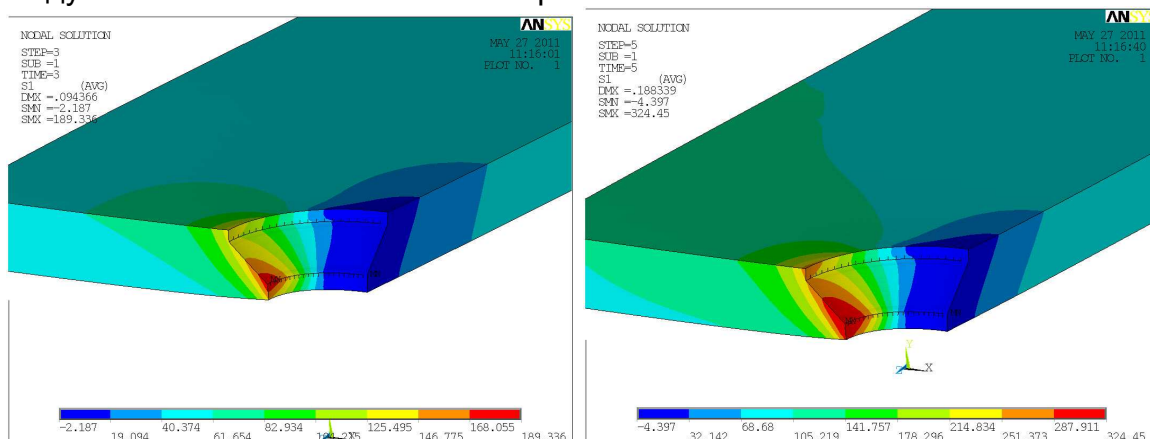 ANSYS
NODAL SOLUTION
MAY 27 2011
11:16:01
PLOT NO. 1
STEP=3
SUB =1
TIME=3
S1 (AVG)
DMX =.094366
SMN =-2.187
SMX =189.336
-2.187 40.374 82.934 125.495 168.055
19.094 61.654 146.775 189.336
ANSYS
NODAL SOLUTION
MAY 27 2011
11:16:40
PLOT NO. 1
STEP=5
SUB =1
TIME=5
S1 (AVG)
DMX =.188339
SMN =-4.397
SMX =324.45
Y
Z X
-4.397 68.68 141.757 214.834 287.911
32.142 105.219 178.296 251.373 324.45